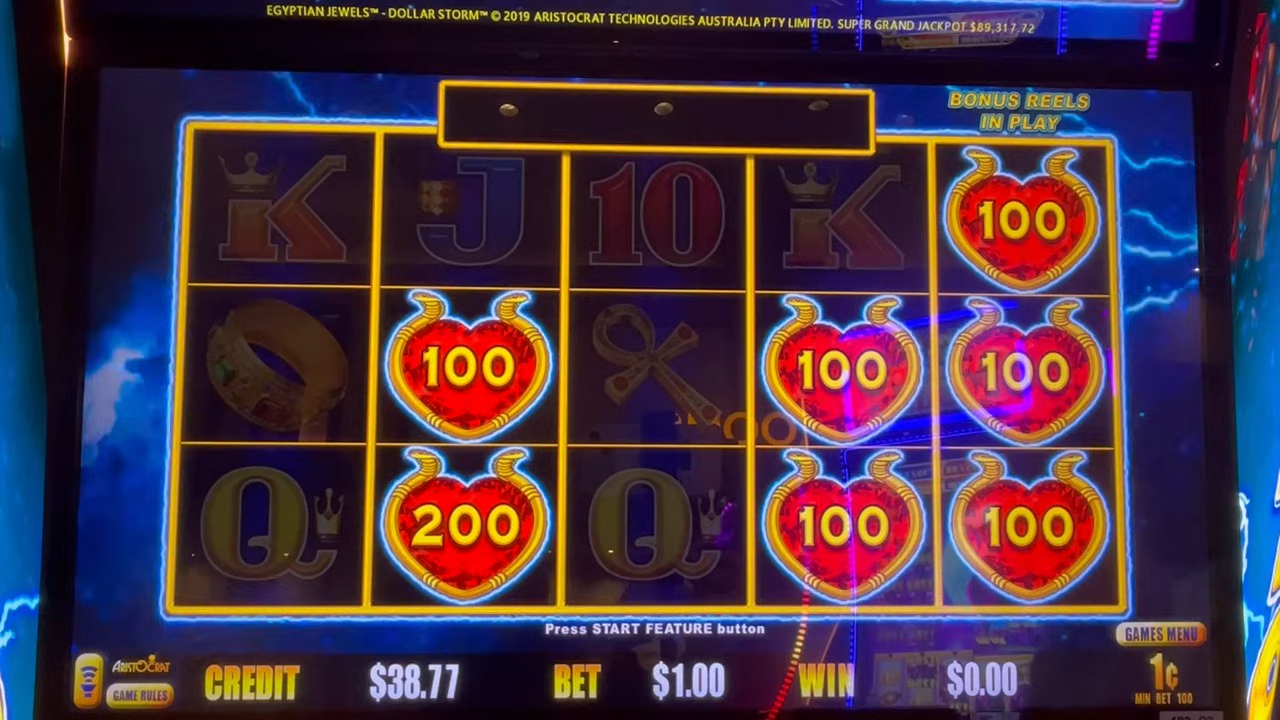 EGYPTIAN JEWELS™ - DOLLAR STORM™ © 2019 ARISTOCRAT TECHNOLOGIES AUSTRALIA PTY LIMITED. SUPER GRAND JACKPOT $89,317.72
BONUS REELS
IN PLAY
K J 10 K 100
100 100 100
Q 200 Q 100 100
Press START FEATURE button
GAMES MENU
ARISTOCRAT
GAME RULES
CREDIT $38.77 BET $1.00 WIN $0.00
1¢
MIN BET 100